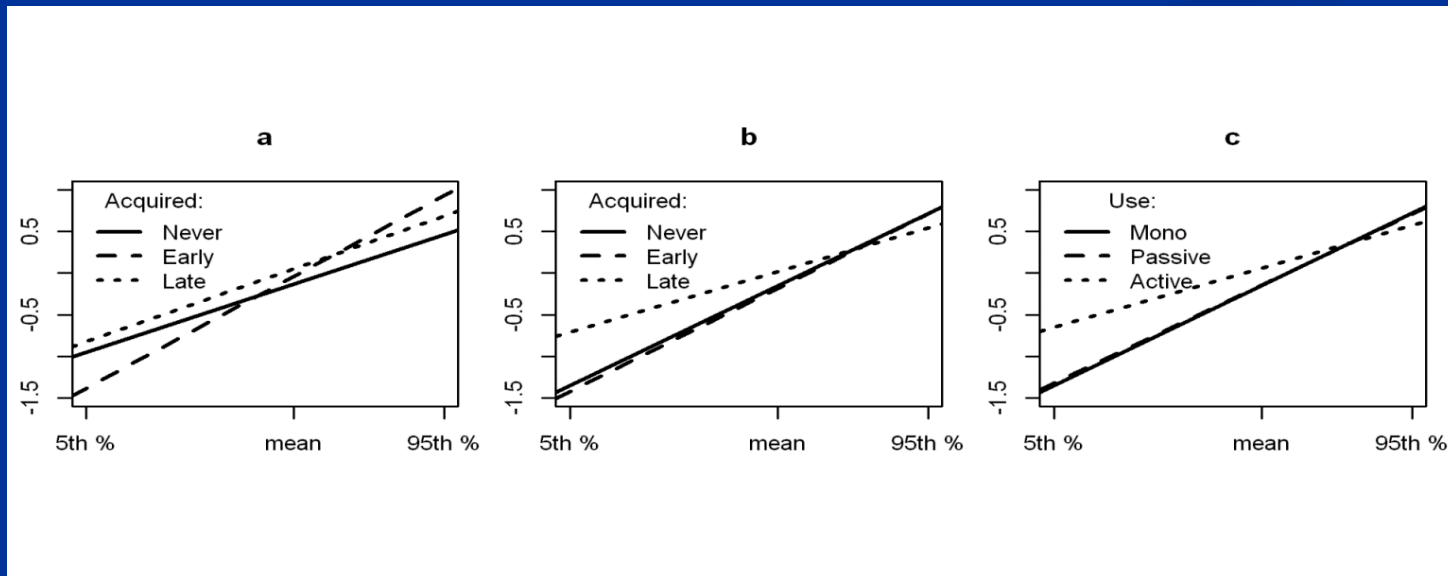 a
Acquired:
Never
Early
Late
0.5
-0.5
-1.5
5th % mean 95th %
b
Acquired:
Never
Early
Late
0.5
-0.5
-1.5
5th % mean 95th %
c
Use:
Mono
Passive
Active
0.5
-0.5
-1.5
5th % mean 95th %